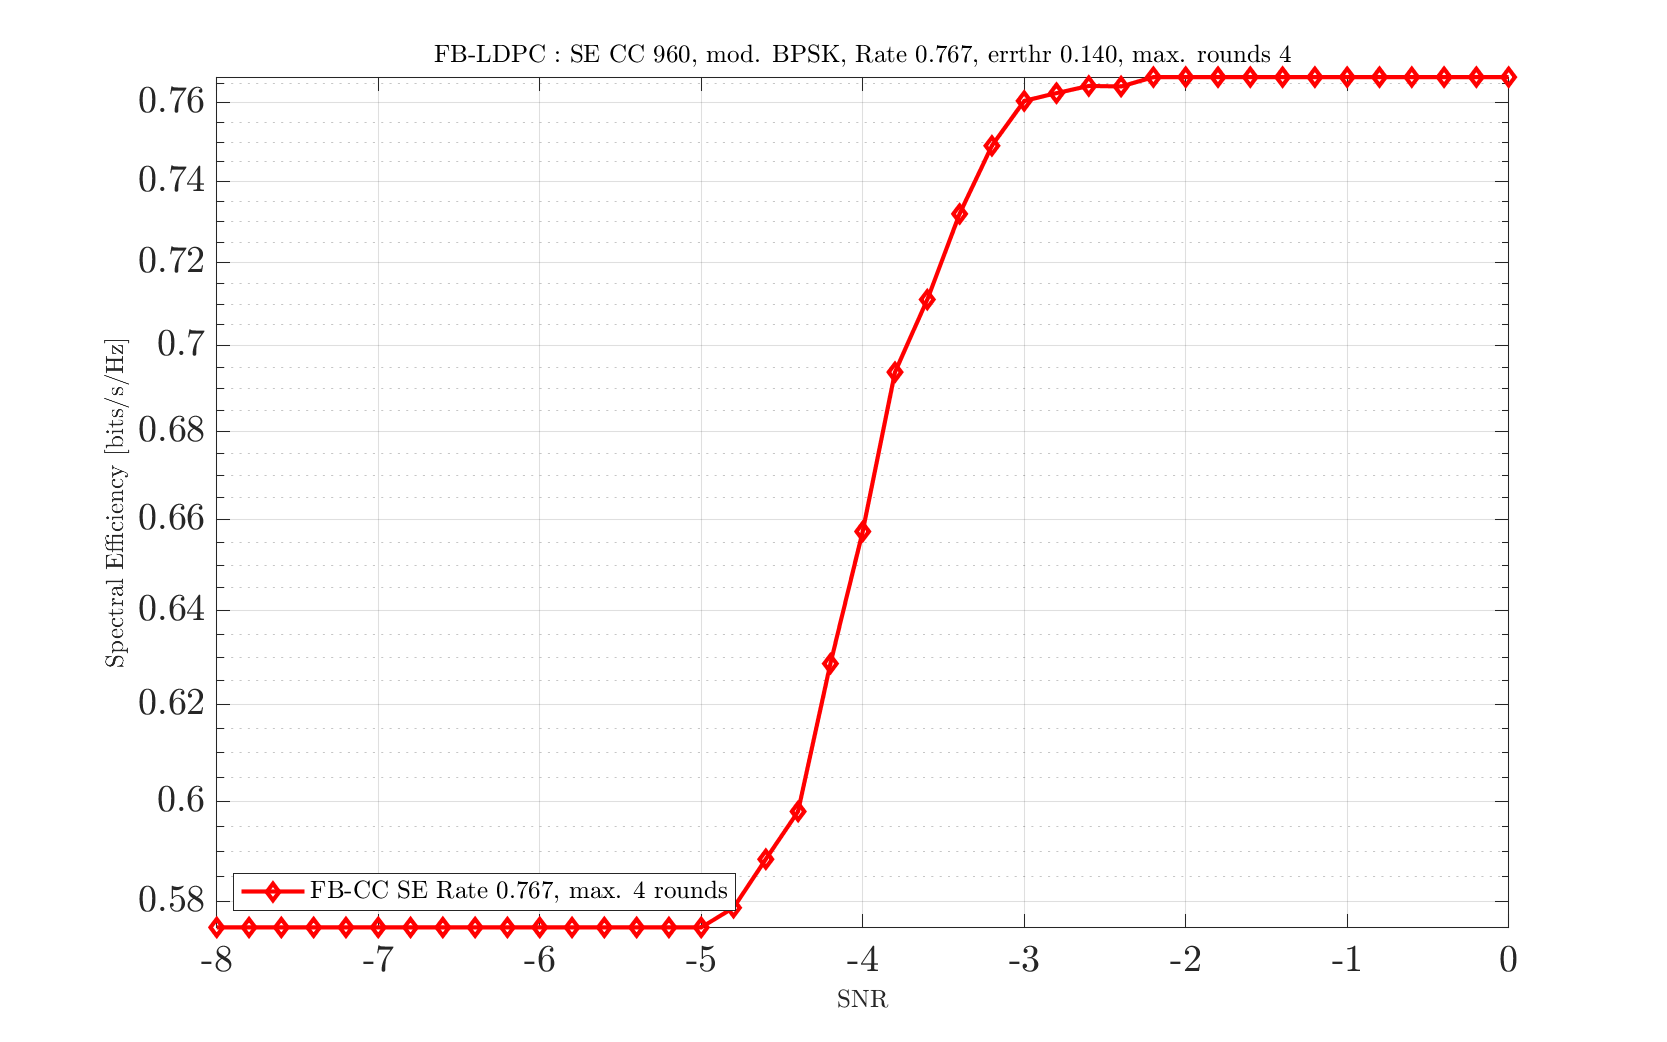 FB-LDPC : SE CC 960, mod. BPSK, Rate 0.767, errthr 0.140, max. rounds 4
0.76
0.74
0.72
0.7
0.68
0.66
0.64
0.62
0.6
0.58
Spectral Efficiency [bits/s/Hz]
FB-CC SE Rate 0.767, max. 4 rounds
-8 -7 -6 -5 -4 -3 -2 -1 0
SNR